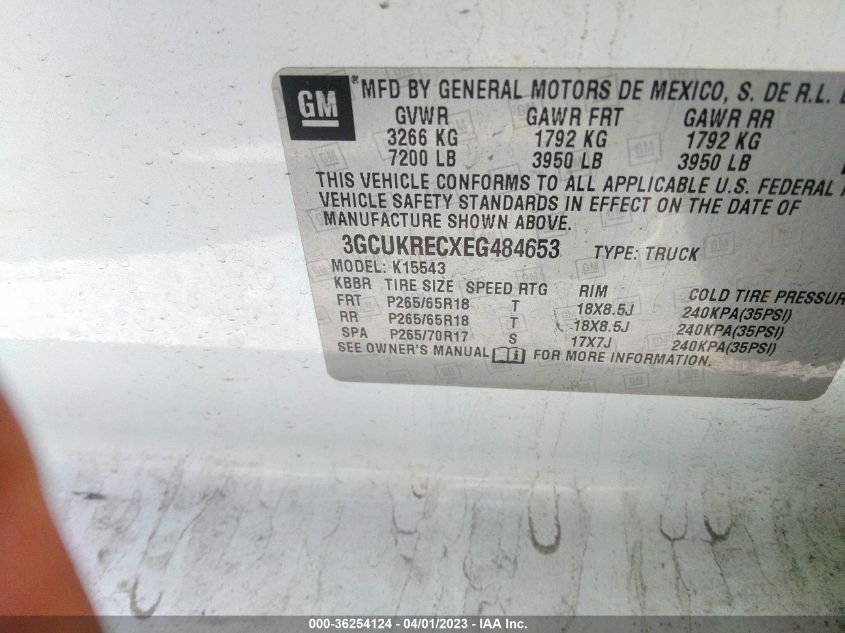 GM
® MFD BY GENERAL MOTORS DE MEXICO, S. DE R.L.
GVWR GAWR FRT GAWR RR
3266 KG 1792 KG 1792 KG
7200 LB 3950 LB 3950 LB
THIS VEHICLE CONFORMS TO ALL APPLICABLE U.S. FEDERAL
VEHICLE SAFETY STANDARDS IN EFFECT ON THE DATE OF
MANUFACTURE SHOWN ABOVE.
3GCUKRECXEG484653 TYPE: TRUCK
MODEL: K15543
KBBR TIRE SIZE SPEED RTG RIM COLD TIRE PRESSUR
FRT P265/65R18 T 18X8.5J 240KPA(35PSI)
RR P265/65R18 T 18X8.5J 240KPA(35PSI)
SPA P265/70R17 S 17X7J 240KPA(35PSI)
SEE OWNER'S MANUAL FOR MORE INFORMATION.
000-36254124 - 04/01/2023 - IAA Inc.